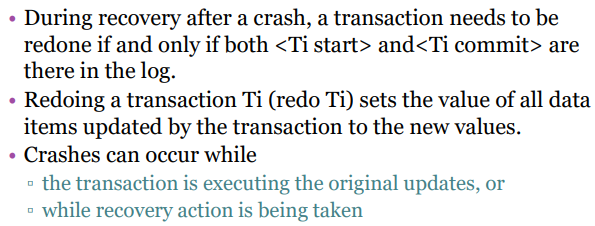 • During recovery after a crash, a transaction needs to be
redone if and only if both <Ti start> and<Ti commit> are
there in the log.
• Redoing a transaction Ti (redo Ti) sets the value of all data
items updated by the transaction to the new values.
• Crashes can occur while
▫ the transaction is executing the original updates, or
▫ while recovery action is being taken